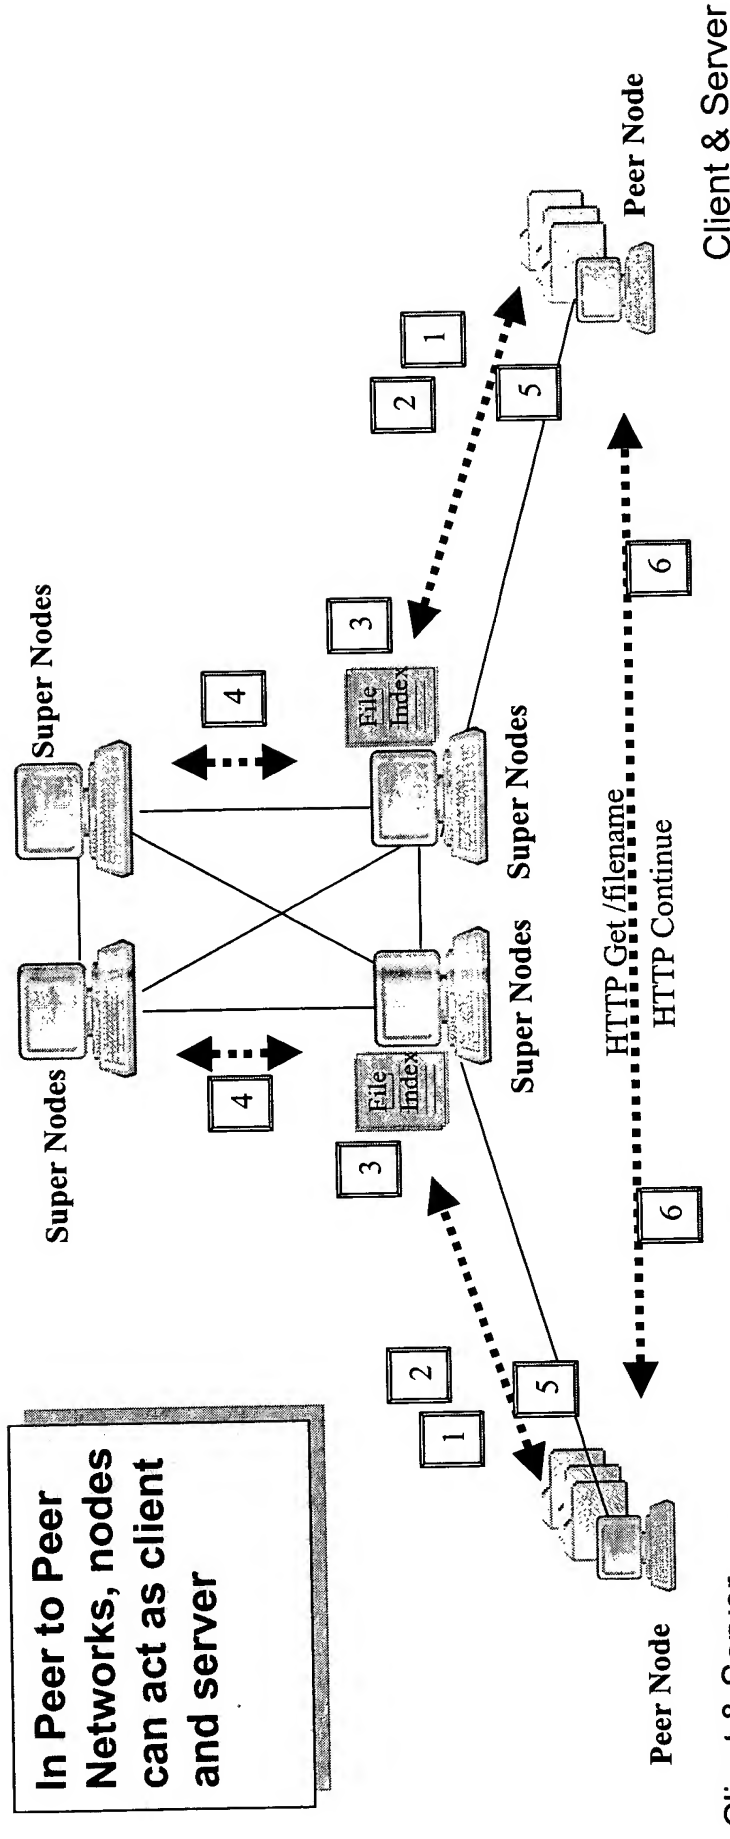 In Peer to Peer
Networks, nodes
can act as client
and server
Super Nodes
Super Nodes
4
4
3
File
Index
File
Index
3
Super Nodes
Super Nodes
1
2
2
1
5
5
HTTP Get /filename
HTTP Continue
6
6
Peer Node
Peer Node
Client & Server